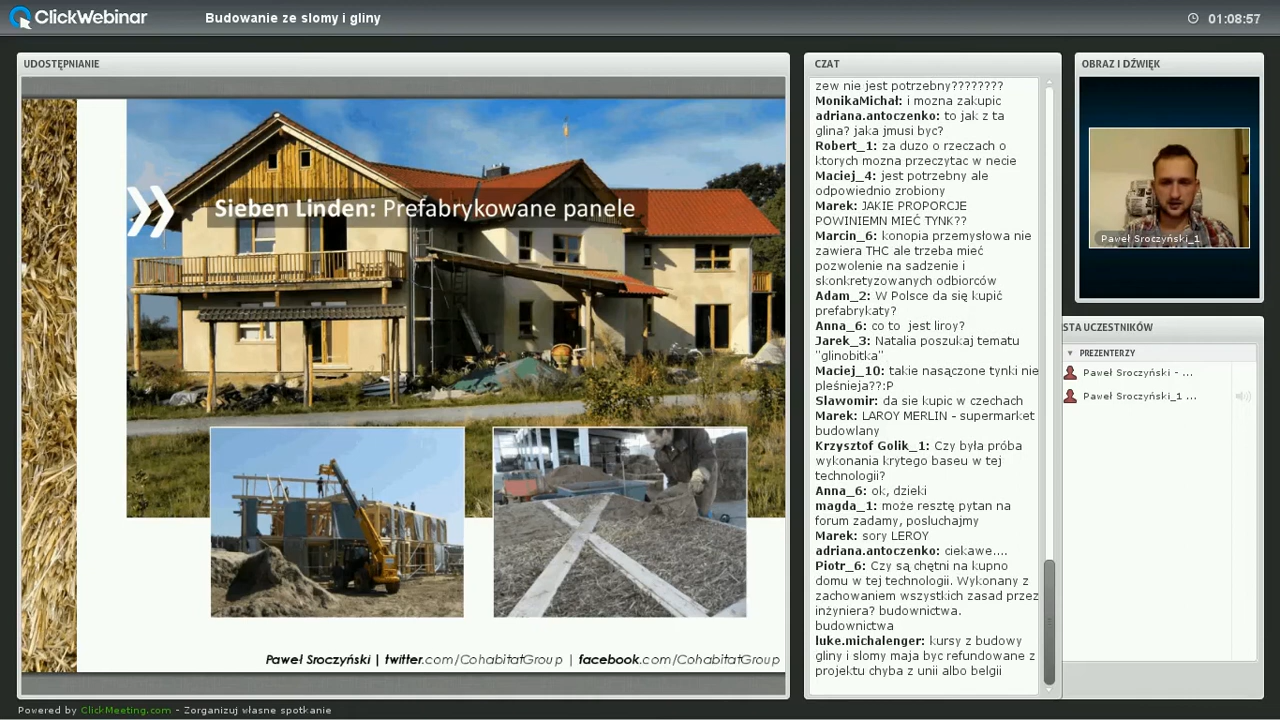 ClickWebinar
Budowanie ze slomy i gliny
01:08:57
UDOSTĘPNIANIE
Sieben Linden: Prefabrykowane panele
Paweł Sroczyński | twitter.com/CohabitatGroup | facebook.com/CohabitatGroup
CZAT
zew nie jest potrzebny????????
MonikaMichał: i mozna zakupic
adriana.antoczenko: to jak z ta
glina? jaka jmusi byc?
Robert_1: za duzo o rzeczach o
ktorych mozna przeczytac w necie
Maciej_4: jest potrzebny ale
odpowiednio zrobiony
Marek: JAKIE PROPORCJE
POWINIEMN MIEĆ TYNK??
Marcin_6: konopia przemysłowa nie
zawiera THC ale trzeba mieć
pozwolenie na sadzenie i
skonkretyzowanych odbiorców
Adam_2: W Polsce da się kupić
prefabrykaty?
Anna_6: co to jest liroy?
Jarek_3: Natalia poszukaj tematu
"glinobitka"
Maciej_10: takie nasączone tynki nie
pleśnieja??:P
Slawomir: da sie kupic w czechach
Marek: LAROY MERLIN - supermarket
budowlany
Krzysztof Golik_1: Czy była próba
wykonania krytego baseu w tej
technologii?
Anna_6: ok, dzieki
magda_1: może resztę pytan na
forum zadamy, posluchajmy
Marek: sory LEROY
adriana.antoczenko: ciekawe....
Piotr_6: Czy są chętni na kupno
domu w tej technologii. Wykonany z
zachowaniem wszystkich zasad przez
inżyniera? budownictwa.
budownictwa
luke.michalenger: kursy z budowy
gliny i slomy maja byc refundowane z
projektu chyba z unii albo belgii
OBRAZ I DŹWIĘK
Paweł Sroczyński_1
STA UCZESTNIKÓW
PREZENTERZY
Paweł Sroczyński - ...
Paweł Sroczyński_1 ...
Powered by ClickMeeting.com - Zorganizuj własne spotkanie